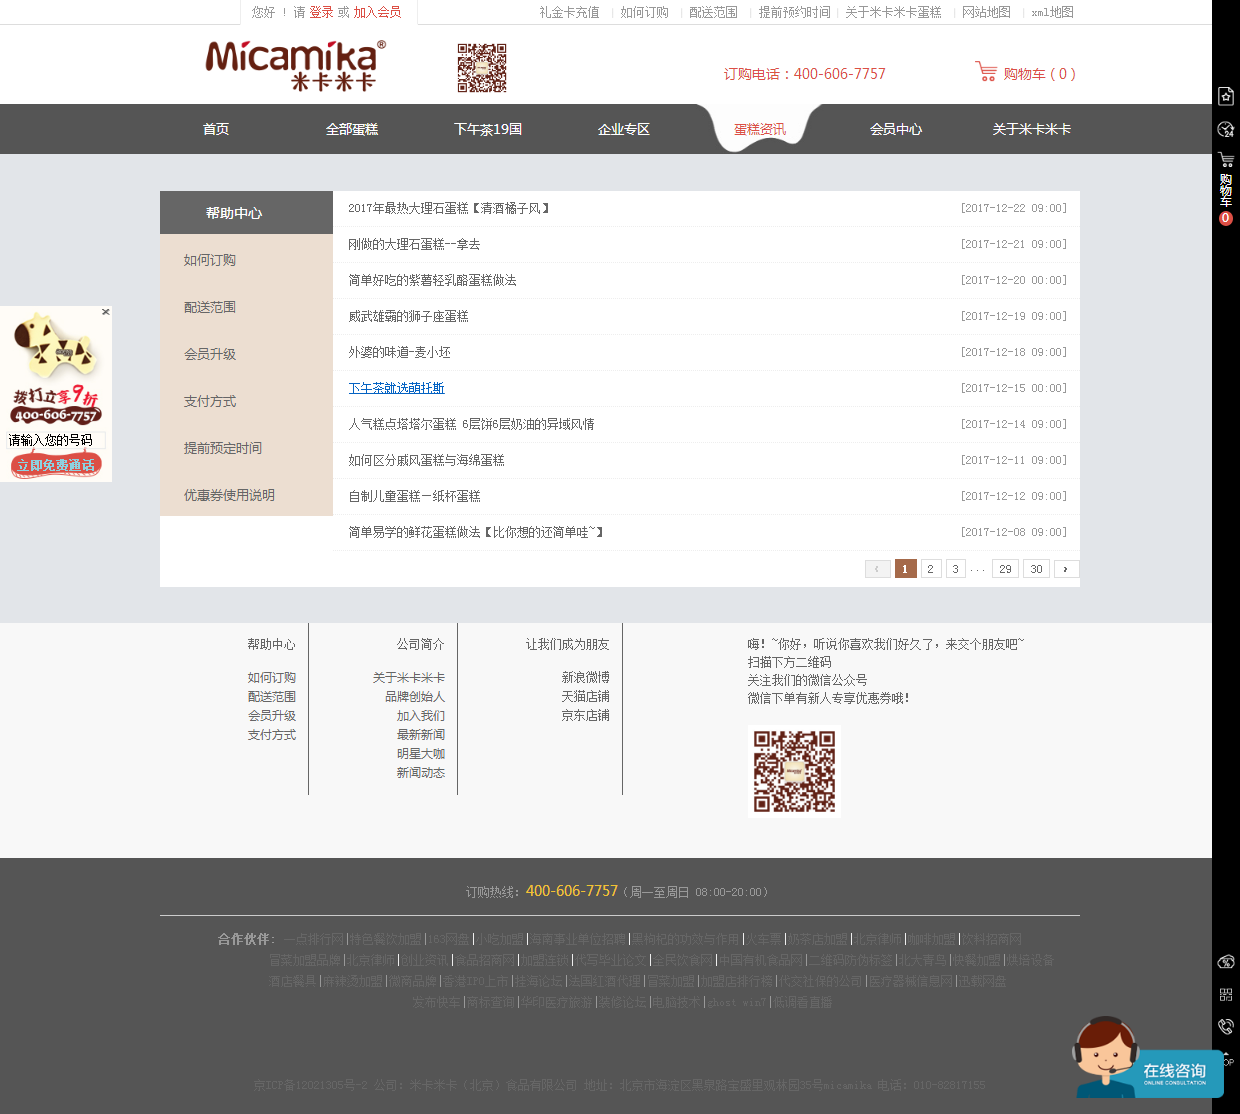 您好 ! 请 登录 或 加入会员
礼金卡充值 | 如何订购 | 配送范围 | 提前预约时间 | 关于米卡米卡蛋糕 | 网站地图 | xml地图
Micamika®
米卡米卡
订购电话：400-606-7757
购物车 ( 0 )
首页 全部蛋糕 下午茶19国 企业专区 蛋糕资讯 会员中心 关于米卡米卡
帮助中心
如何订购
配送范围
会员升级
支付方式
提前预定时间
优惠券使用说明
2017年最热大理石蛋糕【清酒橘子风】 [2017-12-22 09:00]
刚做的大理石蛋糕--拿去 [2017-12-21 09:00]
简单好吃的紫薯轻乳酪蛋糕做法 [2017-12-20 00:00]
威武雄霸的狮子座蛋糕 [2017-12-19 09:00]
外婆的味道-麦小坯 [2017-12-18 09:00]
下午茶就选萌托斯 [2017-12-15 00:00]
人气糕点塔塔尔蛋糕 6层饼6层奶油的异域风情 [2017-12-14 09:00]
如何区分戚风蛋糕与海绵蛋糕 [2017-12-11 09:00]
自制儿童蛋糕—纸杯蛋糕 [2017-12-12 09:00]
简单易学的鲜花蛋糕做法【比你想的还简单哇~】 [2017-12-08 09:00]
‹ 1 2 3 ... 29 30 ›
拨打立享9折
400-606-7757
请输入您的号码
立即免费通话
24
购物车
0
帮助中心
如何订购
配送范围
会员升级
支付方式
公司简介
关于米卡米卡
品牌创始人
加入我们
最新新闻
明星大咖
新闻动态
让我们成为朋友
新浪微博
天猫店铺
京东店铺
嗨! ~你好, 听说你喜欢我们好久了, 来交个朋友吧~
扫描下方二维码
关注我们的微信公众号
微信下单有新人专享优惠券哦!
订购热线: 400-606-7757 (周一至周日 08:00-20:00)
合作伙伴: 一点排行网|特色餐饮加盟|163网盘|小吃加盟|海南事业单位招聘|黑枸杞的功效与作用|火车票|奶茶店加盟|北京律师|咖啡加盟|饮料招商网
冒菜加盟品牌|北京律师|创业资讯|食品招商网|加盟连锁|代写毕业论文|全民饮食网|中国有机食品网|二维码防伪标签|北大青鸟|快餐加盟|烘焙设备
酒店餐具|麻辣烫加盟|厨房品牌|香港IPO上市|挂海论坛|法国红酒代理|冒菜加盟|加盟店排行榜|代交社保的公司|医疗器械信息网|迅载网盘
发布快车|商标查询|华印医疗旅游|装修论坛|电脑技术|ghost win7|低调看直播
京ICP备12021305号-2 公司: 米卡米卡（北京）食品有限公司 地址: 北京市海淀区黑泉路宝盛里观林园35号micamika 电话: 010-82817155
在线咨询
ONLINE CONSULTATION
TOP